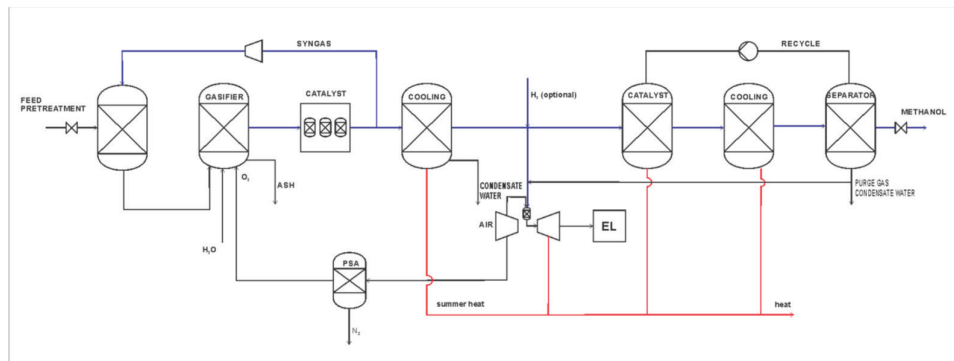 SYNGAS
RECYCLE
FEED
PRETREATMENT
GASIFIER
CATALYST
COOLING
H₂ (optional)
CATALYST
COOLING
SEPARATOR
METHANOL
O₂
ASH
CONDENSATE
WATER
PURGE GAS
CONDENSATE WATER
AIR
EL
H₂O
PSA
summer heat
heat
N₂